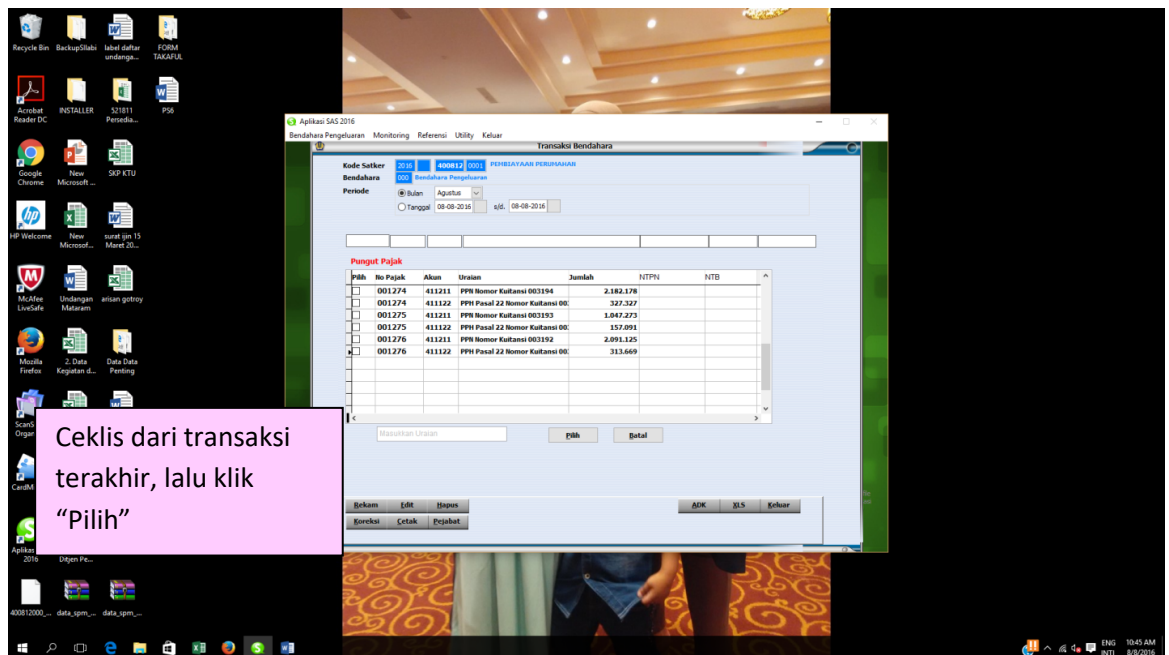 Recycle Bin
BackupSllabi
label daftar
undanga...
FORM
TAKAFUL
Acrobat
Reader DC
INSTALLER
521811
Persedia...
PS6
Google
Chrome
New
Microsoft ...
SKP KTU
HP Welcome
New
Microsof...
surat ijin 15
Maret 20...
McAfee
LiveSafe
Undangan
Mataram
arisan gotroy
Mozilla
Firefox
2. Data
Kegiatan d...
Data Data
Penting
ScanS
Orga
CardM
Aplikas
2016
Ditjen Pe...
400812000_...
data_spm_...
data_spm_...
Aplikasi SAS 2016
Bendahara Pengeluaran Monitoring Referensi Utility Keluar
Transaksi Bendahara
Kode Satker 2016 400812 0001 PEMBIAYAAN PERUMAHAN
Bendahara 000 Bendahara Pengeluaran
Periode Bulan Agustus
Tanggal 08-08-2016 s/d. 08-08-2016
Pungut Pajak
Pilih No Pajak Akun Uraian Jumlah NTPN NTB
001274 411211 PPN Nomor Kuitansi 003194 2.182.178
001274 411122 PPH Pasal 22 Nomor Kuitansi 00: 327.327
001275 411211 PPN Nomor Kuitansi 003193 1.047.273
001275 411122 PPH Pasal 22 Nomor Kuitansi 00: 157.091
001276 411211 PPN Nomor Kuitansi 003192 2.091.125
001276 411122 PPH Pasal 22 Nomor Kuitansi 00: 313.669
Masukkan Uraian Pilih Batal
Rekam Edit Hapus ADK XLS Keluar
Koreksi Cetak Pejabat
Ceklis dari transaksi
terakhir, lalu klik
“Pilih”
ENG 10:45 AM
INTI 8/8/2016